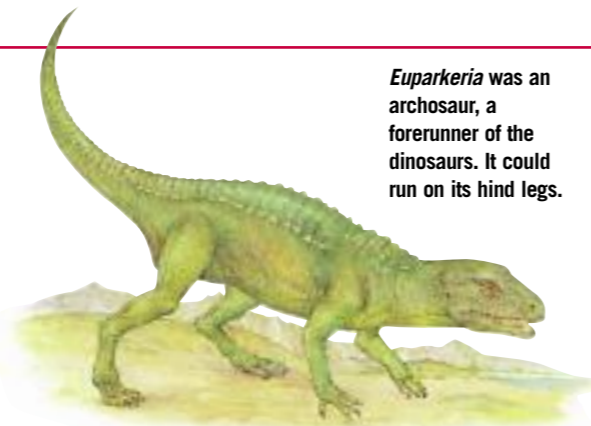 Euparkeria was an
archosaur, a
forerunner of the
dinosaurs. It could
run on its hind legs.